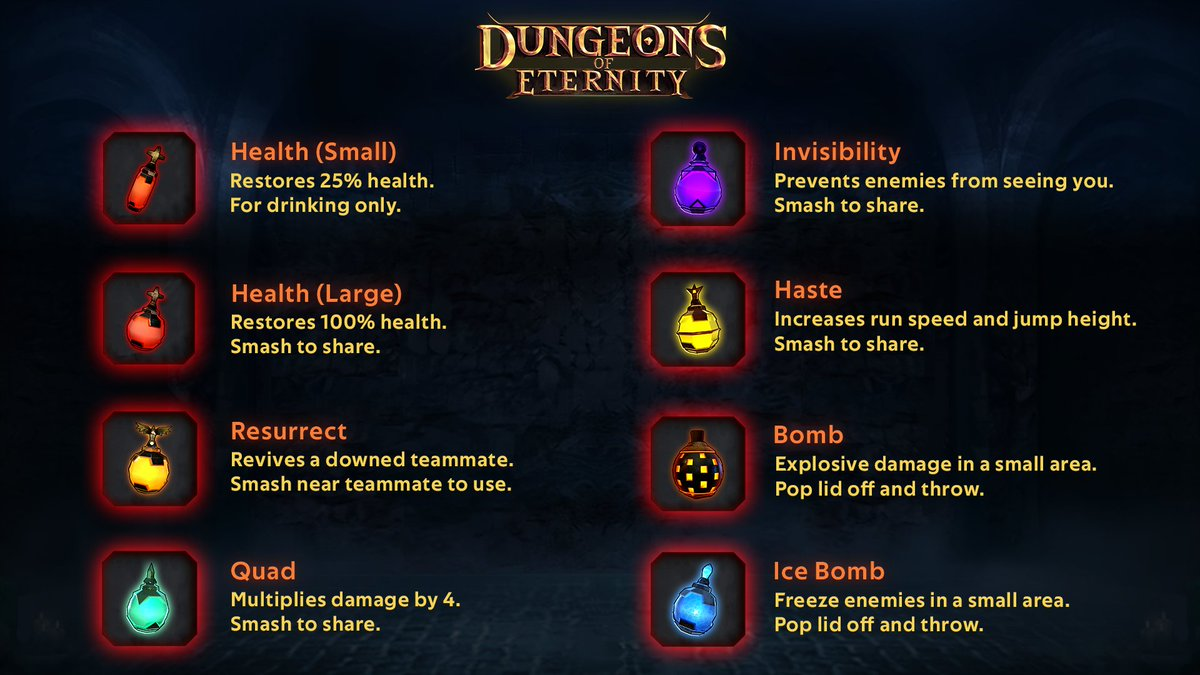 DUNGEONS
OF
ETERNITY
Health (Small)
Restores 25% health.
For drinking only.
Health (Large)
Restores 100% health.
Smash to share.
Resurrect
Revives a downed teammate.
Smash near teammate to use.
Quad
Multiplies damage by 4.
Smash to share.
Invisibility
Prevents enemies from seeing you.
Smash to share.
Haste
Increases run speed and jump height.
Smash to share.
Bomb
Explosive damage in a small area.
Pop lid off and throw.
Ice Bomb
Freeze enemies in a small area.
Pop lid off and throw.